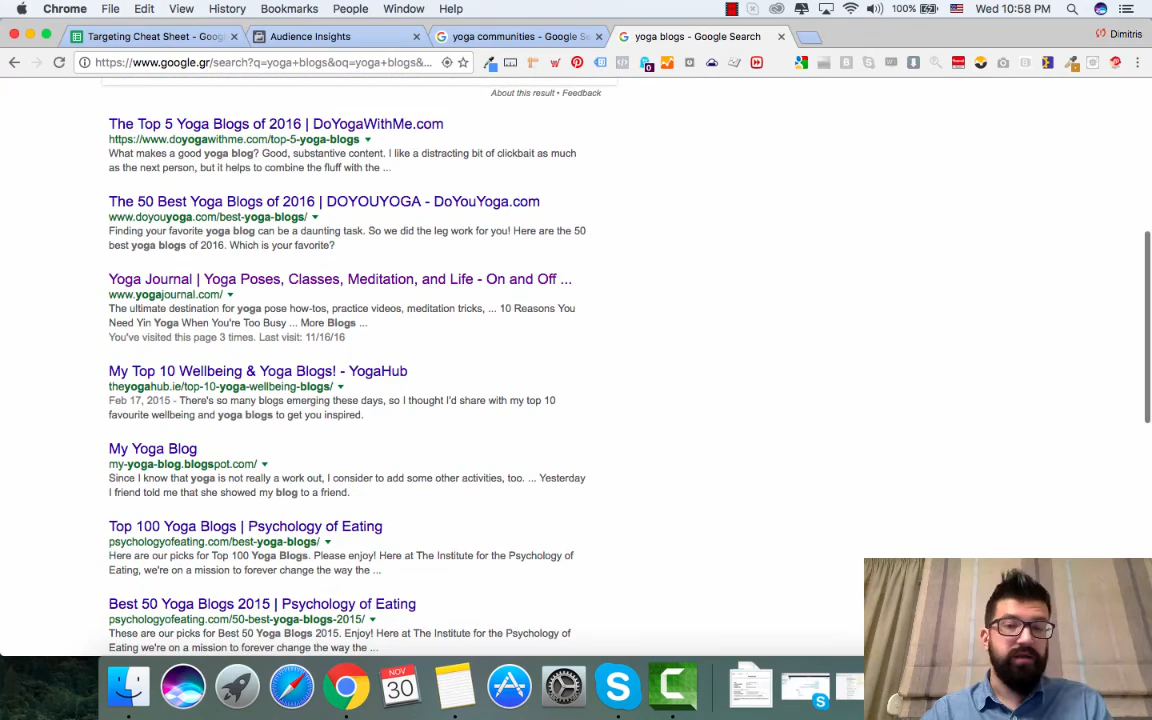 Chrome File Edit View History Bookmarks People Window Help 100% Wed 10:58 PM
Targeting Cheat Sheet - Google
Audience Insights
yoga communities - Google Se
yoga blogs - Google Search
Dimitris
https://www.google.gr/search?q=yoga+blogs&oq=yoga+blogs&...
About this result • Feedback
The Top 5 Yoga Blogs of 2016 | DoYogaWithMe.com
https://www.doyogawithme.com/top-5-yoga-blogs
What makes a good yoga blog? Good, substantive content. I like a distracting bit of clickbait as much
as the next person, but it helps to combine the fluff with the ...
The 50 Best Yoga Blogs of 2016 | DOYOUYOGA - DoYouYoga.com
www.doyouyoga.com/best-yoga-blogs/
Finding your favorite yoga blog can be a daunting task. So we did the leg work for you! Here are the 50
best yoga blogs of 2016. Which is your favorite?
Yoga Journal | Yoga Poses, Classes, Meditation, and Life - On and Off ...
www.yogajournal.com/
The ultimate destination for yoga pose how-tos, practice videos, meditation tricks, ... 10 Reasons You
Need Yin Yoga When You're Too Busy ... More Blogs ...
You've visited this page 3 times. Last visit: 11/16/16
My Top 10 Wellbeing & Yoga Blogs! - YogaHub
theyogahub.ie/top-10-yoga-wellbeing-blogs/
Feb 17, 2015 - There's so many blogs emerging these days, so I thought I'd share with my top 10
favourite wellbeing and yoga blogs to get you inspired.
My Yoga Blog
my-yoga-blog.blogspot.com/
Since I know that yoga is not really a work out, I consider to add some other activities, too. ... Yesterday
I friend told me that she showed my blog to a friend.
Top 100 Yoga Blogs | Psychology of Eating
psychologyofeating.com/best-yoga-blogs/
Here are our picks for Top 100 Yoga Blogs. Please enjoy! Here at The Institute for the Psychology of
Eating, we're on a mission to forever change the way the ...
Best 50 Yoga Blogs 2015 | Psychology of Eating
psychologyofeating.com/50-best-yoga-blogs-2015/
These are our picks for Best 50 Yoga Blogs 2015. Enjoy! Here at The Institute for the Psychology of
Eating we're on a mission to forever change the way the ...
NOV
30